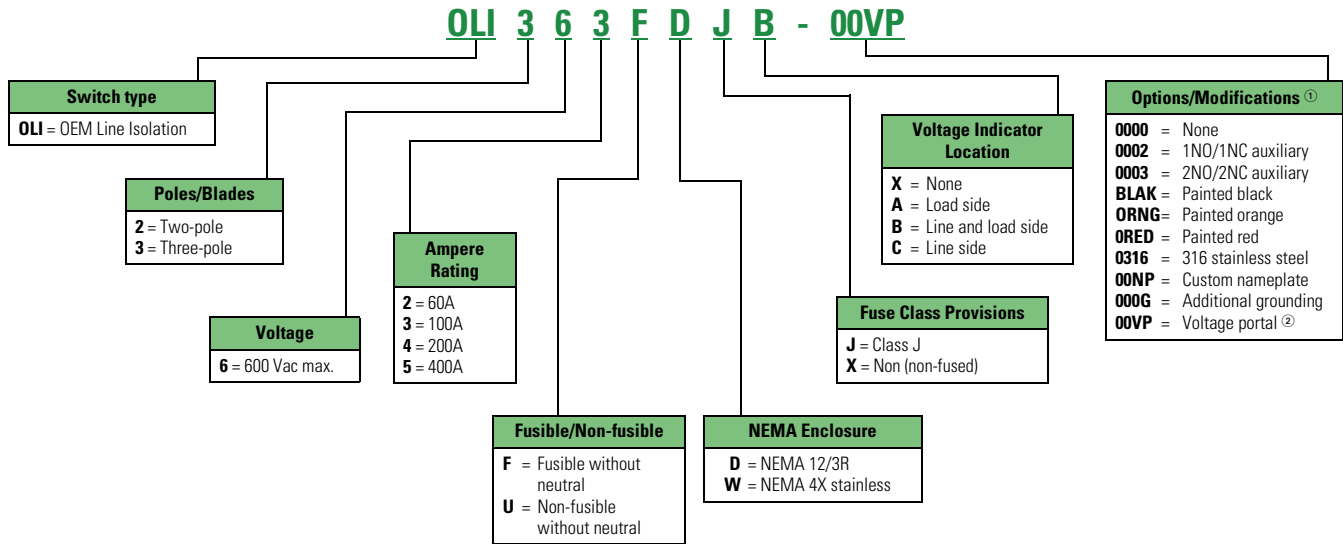 OLI 3 6 3 F D J B - 00VP
Switch type
OLI = OEM Line Isolation
Poles/Blades
2 = Two-pole
3 = Three-pole
Voltage
6 = 600 Vac max.
Ampere
Rating
2 = 60A
3 = 100A
4 = 200A
5 = 400A
Fusible/Non-fusible
F = Fusible without
neutral
U = Non-fusible
without neutral
NEMA Enclosure
D = NEMA 12/3R
W = NEMA 4X stainless
Fuse Class Provisions
J = Class J
X = Non (non-fused)
Voltage Indicator
Location
X = None
A = Load side
B = Line and load side
C = Line side
Options/Modifications ①
0000 = None
0002 = 1NO/1NC auxiliary
0003 = 2NO/2NC auxiliary
BLAK = Painted black
ORNG= Painted orange
0RED = Painted red
0316 = 316 stainless steel
00NP = Custom nameplate
000G = Additional grounding
00VP = Voltage portal ②